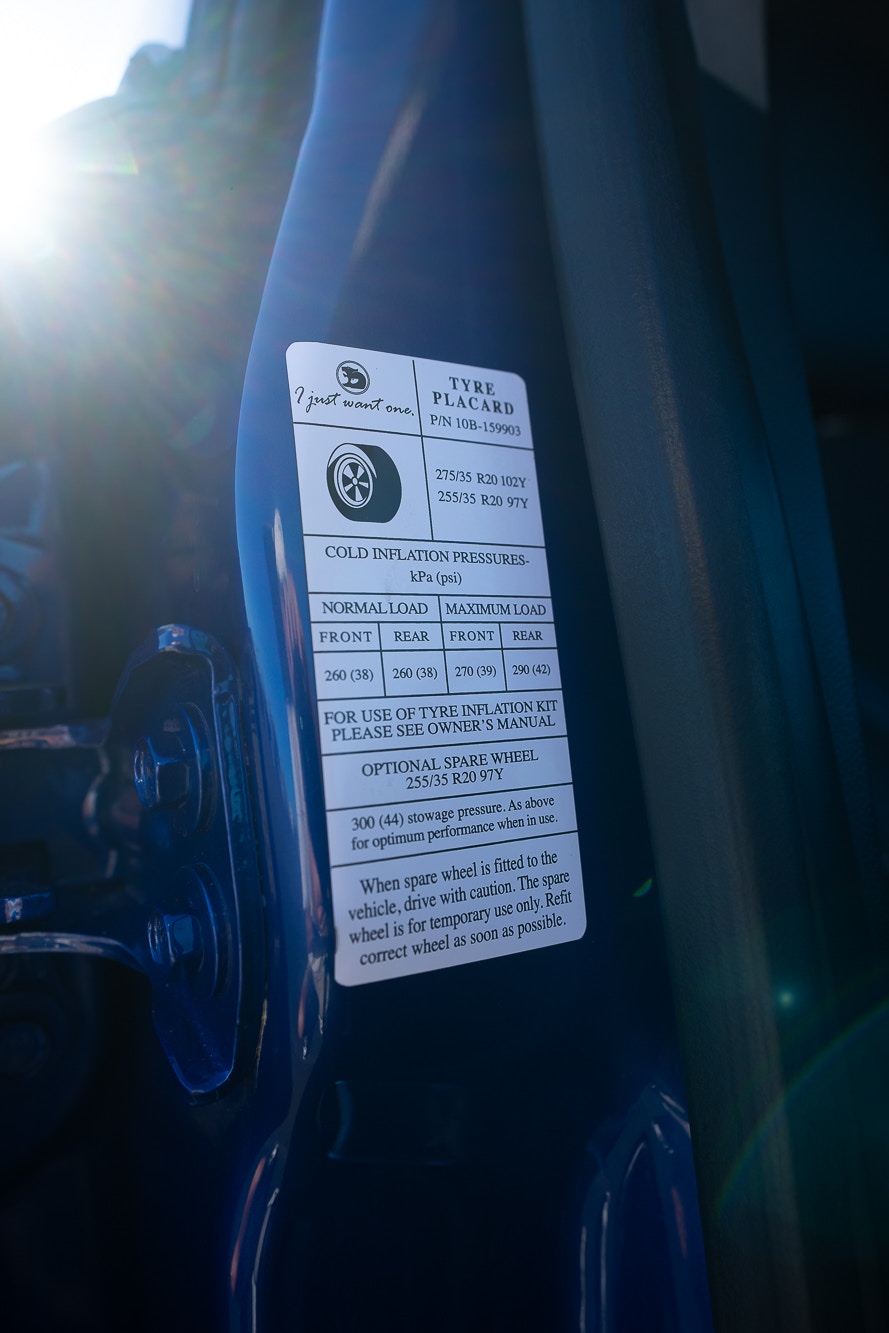 I just want one.
TYRE
PLACARD
P/N 10B-159903
275/35 R20 102Y
255/35 R20 97Y
COLD INFLATION PRESSURES-
kPa (psi)
NORMAL LOAD MAXIMUM LOAD
FRONT REAR FRONT REAR
260 (38) 260 (38) 270 (39) 290 (42)
FOR USE OF TYRE INFLATION KIT
PLEASE SEE OWNER'S MANUAL
OPTIONAL SPARE WHEEL
255/35 R20 97Y
300 (44) stowage pressure. As above
for optimum performance when in use.
When spare wheel is fitted to the
vehicle, drive with caution. The spare
wheel is for temporary use only. Refit
correct wheel as soon as possible.